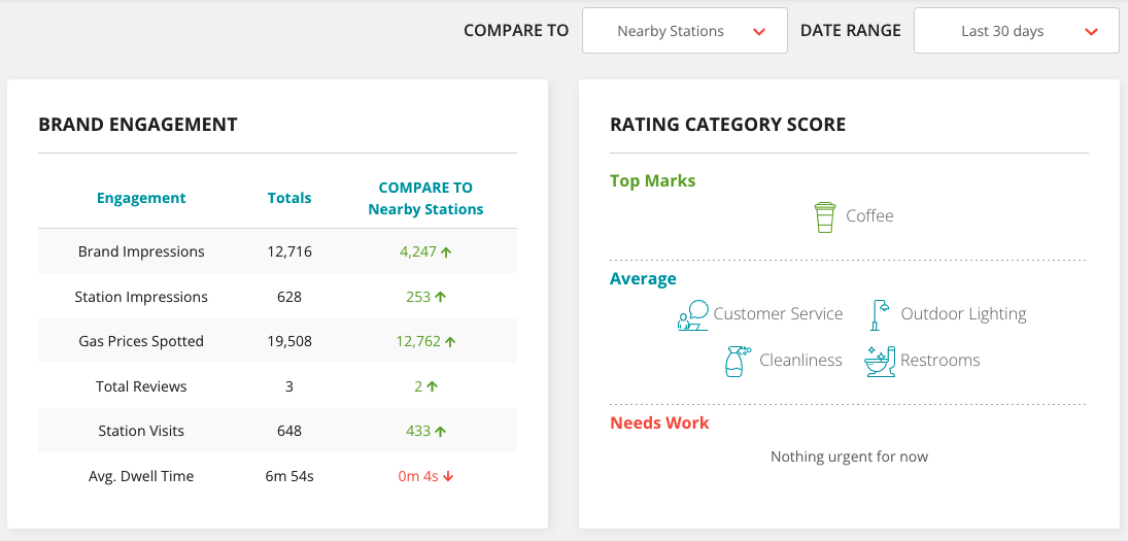 COMPARE TO Nearby Stations DATE RANGE Last 30 days
BRAND ENGAGEMENT
Engagement Totals COMPARE TO Nearby Stations
Brand Impressions 12,716 4,247
Station Impressions 628 253
Gas Prices Spotted 19,508 12,762
Total Reviews 3 2
Station Visits 648 433
Avg. Dwell Time 6m 54s 0m 4s
RATING CATEGORY SCORE
Top Marks
Coffee
Average
Customer Service Outdoor Lighting
Cleanliness Restrooms
Needs Work
Nothing urgent for now